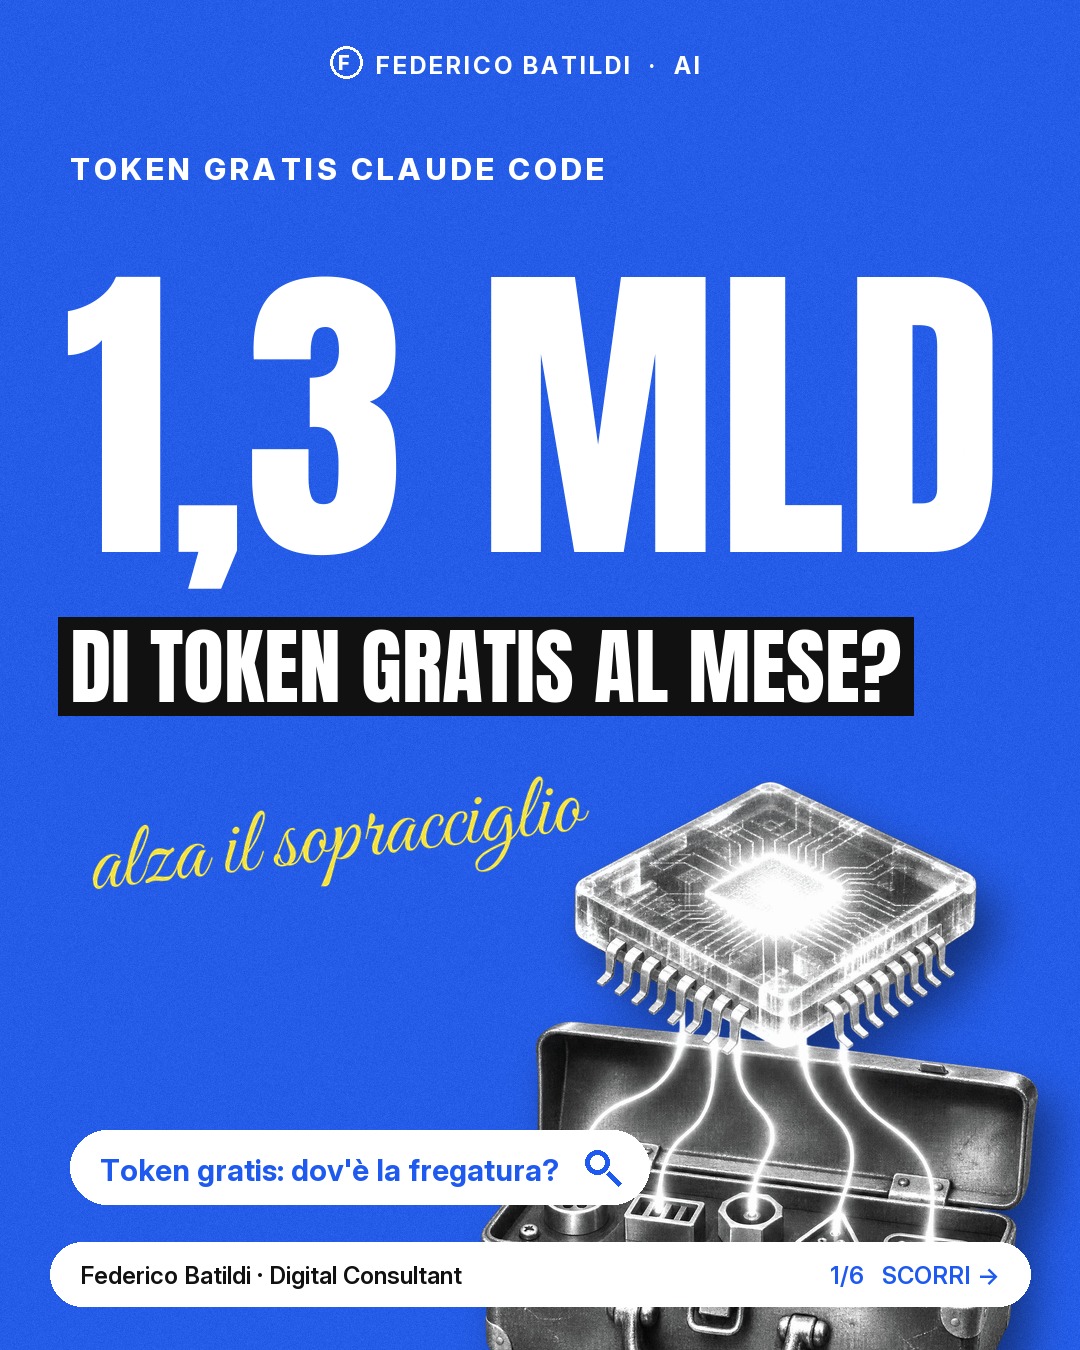 F FEDERICO BATILDI · AI
TOKEN GRATIS CLAUDE CODE
1,3 MLD
DI TOKEN GRATIS AL MESE?
alza il sopracciglio
Token gratis: dov'è la fregatura?
Federico Batildi · Digital Consultant 1/6 SCORRI →